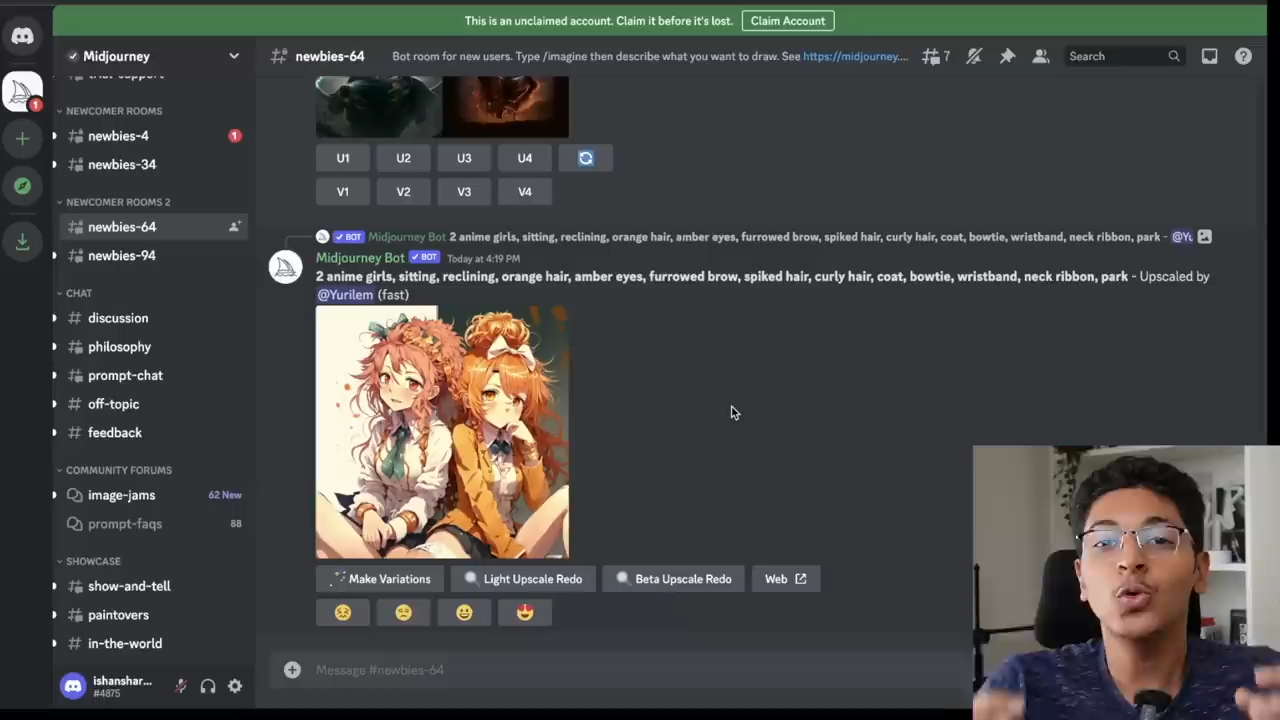 This is an unclaimed account. Claim it before it's lost. Claim Account
Midjourney
trial-support
NEWCOMER ROOMS
newbies-4 1
newbies-34
NEWCOMER ROOMS 2
newbies-64
newbies-94
CHAT
discussion
philosophy
prompt-chat
off-topic
feedback
COMMUNITY FORUMS
image-jams 62 New
prompt-faqs 88
SHOWCASE
show-and-tell
paintovers
in-the-world
ishanshar...
#4875
1
newbies-64 Bot room for new users. Type /imagine then describe what you want to draw. See https://midjourney.... 7 Search
U1 U2 U3 U4
V1 V2 V3 V4
BOT Midjourney Bot 2 anime girls, sitting, reclining, orange hair, amber eyes, furrowed brow, spiked hair, curly hair, coat, bowtie, wristband, neck ribbon, park - @Yu
Midjourney Bot BOT Today at 4:19 PM
2 anime girls, sitting, reclining, orange hair, amber eyes, furrowed brow, spiked hair, curly hair, coat, bowtie, wristband, neck ribbon, park - Upscaled by
@Yurilem (fast)
Make Variations Light Upscale Redo Beta Upscale Redo Web
Message #newbies-64